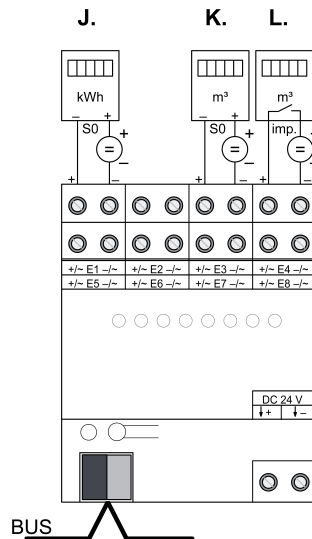 J. K. L.
kWh m³ m³
– + – +
S0 S0 imp.
+ + +
= = =
– – –
+ – + – + –
+/~ E1 –/~ +/~ E2 –/~ +/~ E3 –/~ +/~ E4 –/~
+/~ E5 –/~ +/~ E6 –/~ +/~ E7 –/~ +/~ E8 –/~
DC 24 V
+ –
BUS